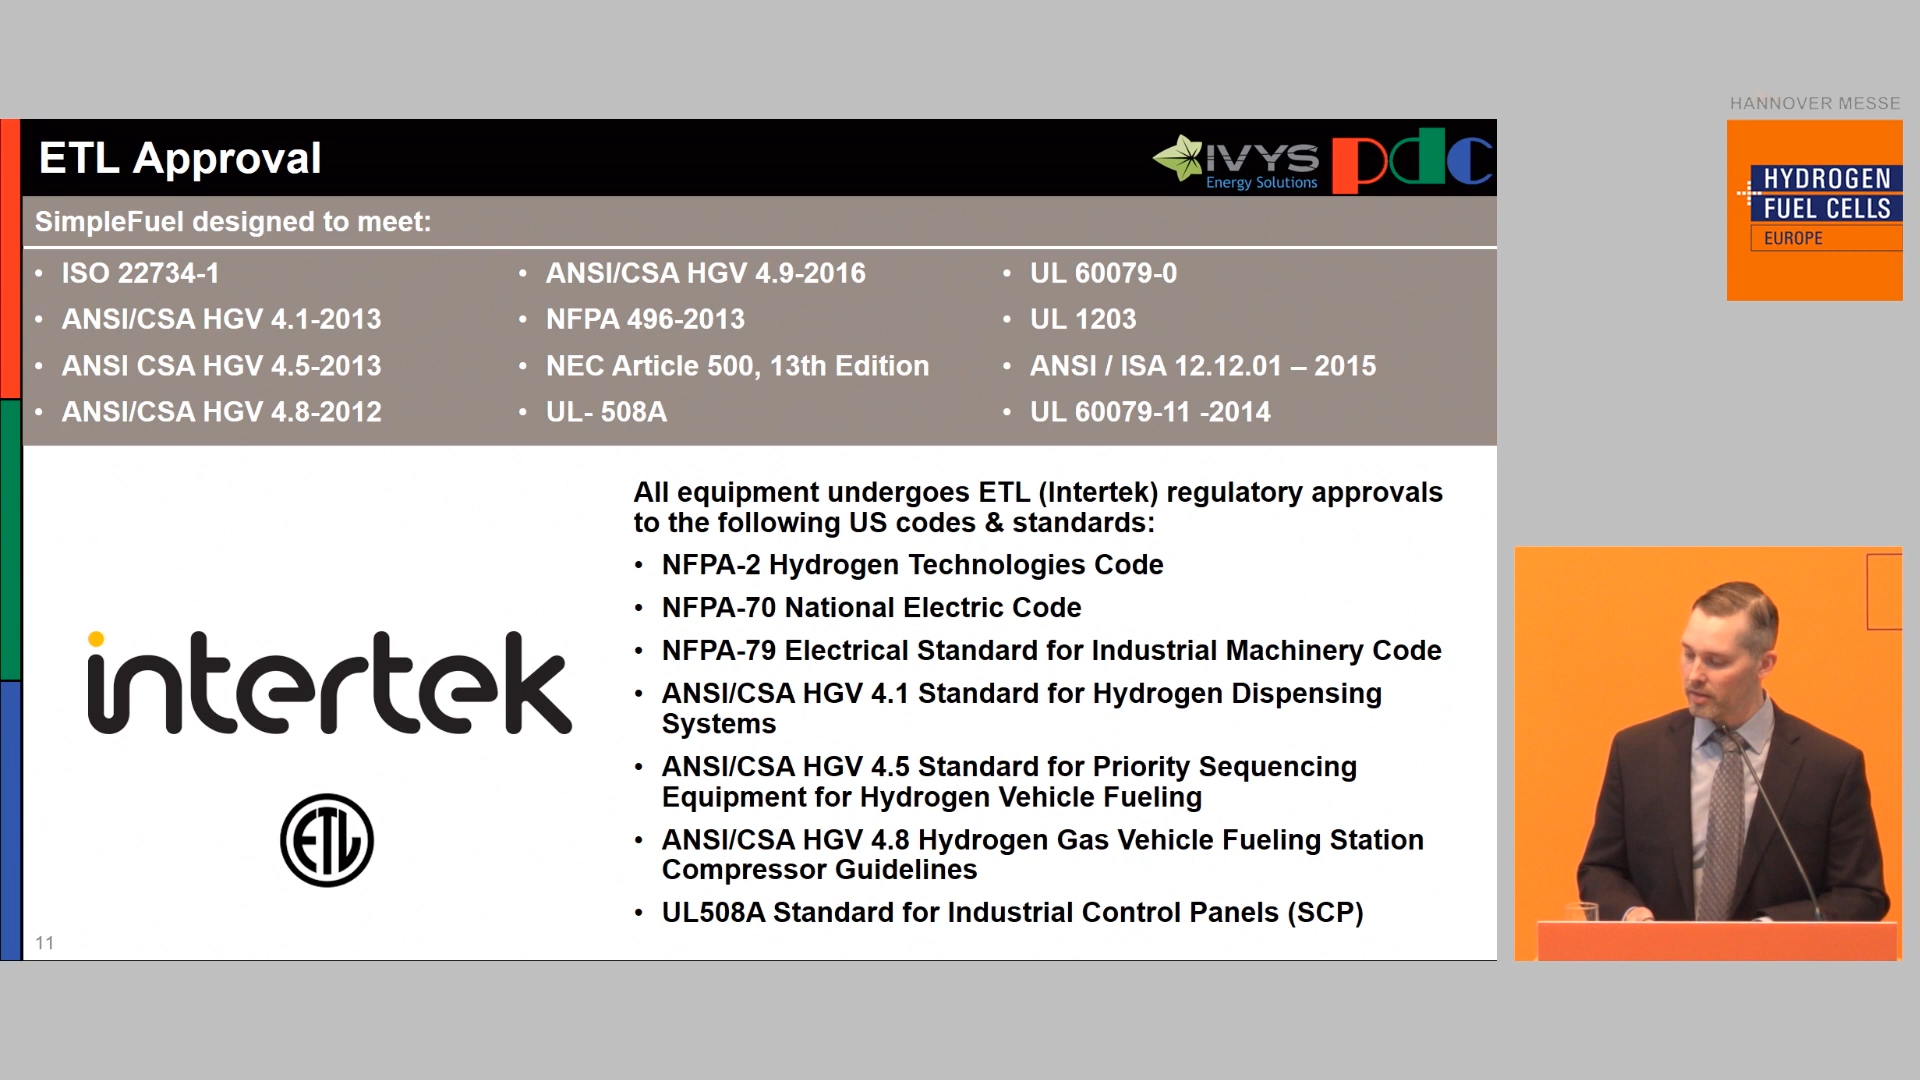 HANNOVER MESSE
HYDROGEN
FUEL CELLS
EUROPE
ETL Approval
IVYS
Energy Solutions
pdc
SimpleFuel designed to meet:
• ISO 22734-1
• ANSI/CSA HGV 4.1-2013
• ANSI CSA HGV 4.5-2013
• ANSI/CSA HGV 4.8-2012
• ANSI/CSA HGV 4.9-2016
• NFPA 496-2013
• NEC Article 500, 13th Edition
• UL- 508A
• UL 60079-0
• UL 1203
• ANSI / ISA 12.12.01 – 2015
• UL 60079-11 -2014
intertek
ETL
All equipment undergoes ETL (Intertek) regulatory approvals
to the following US codes & standards:
• NFPA-2 Hydrogen Technologies Code
• NFPA-70 National Electric Code
• NFPA-79 Electrical Standard for Industrial Machinery Code
• ANSI/CSA HGV 4.1 Standard for Hydrogen Dispensing
Systems
• ANSI/CSA HGV 4.5 Standard for Priority Sequencing
Equipment for Hydrogen Vehicle Fueling
• ANSI/CSA HGV 4.8 Hydrogen Gas Vehicle Fueling Station
Compressor Guidelines
• UL508A Standard for Industrial Control Panels (SCP)
11